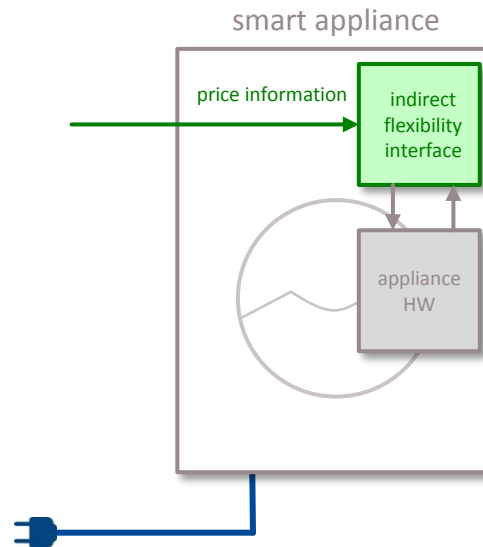 smart appliance
price information
indirect
flexibility
interface
appliance
HW